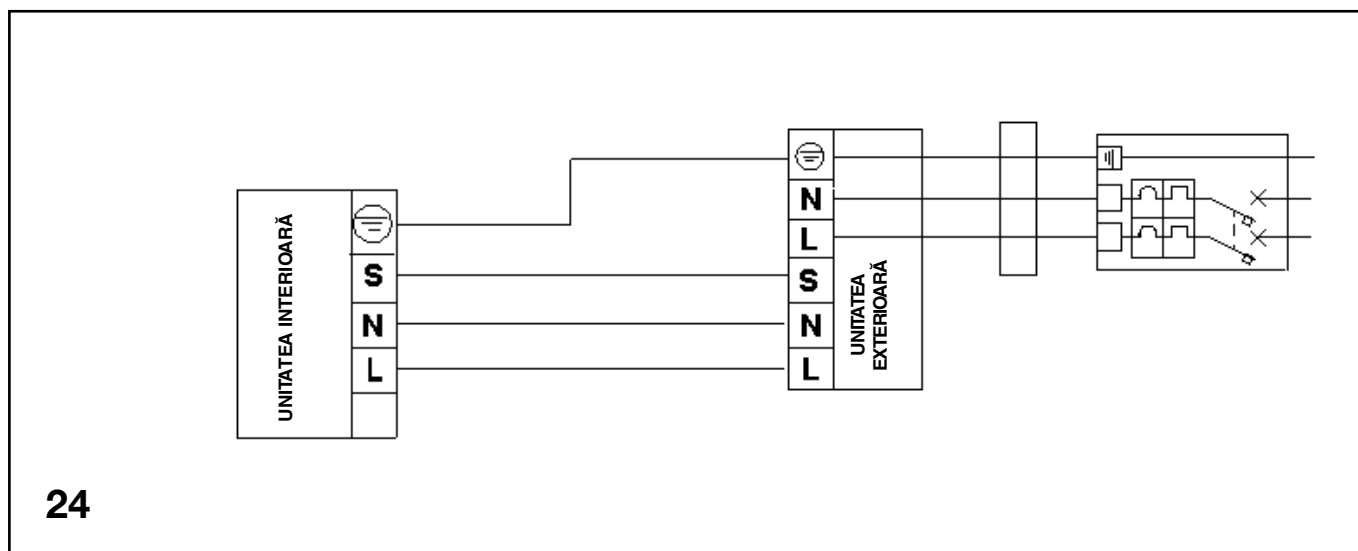 UNITATEA INTERIOARĂ
S
N
L
N
L
S
N
L
UNITATEA
EXTERIOARĂ
24